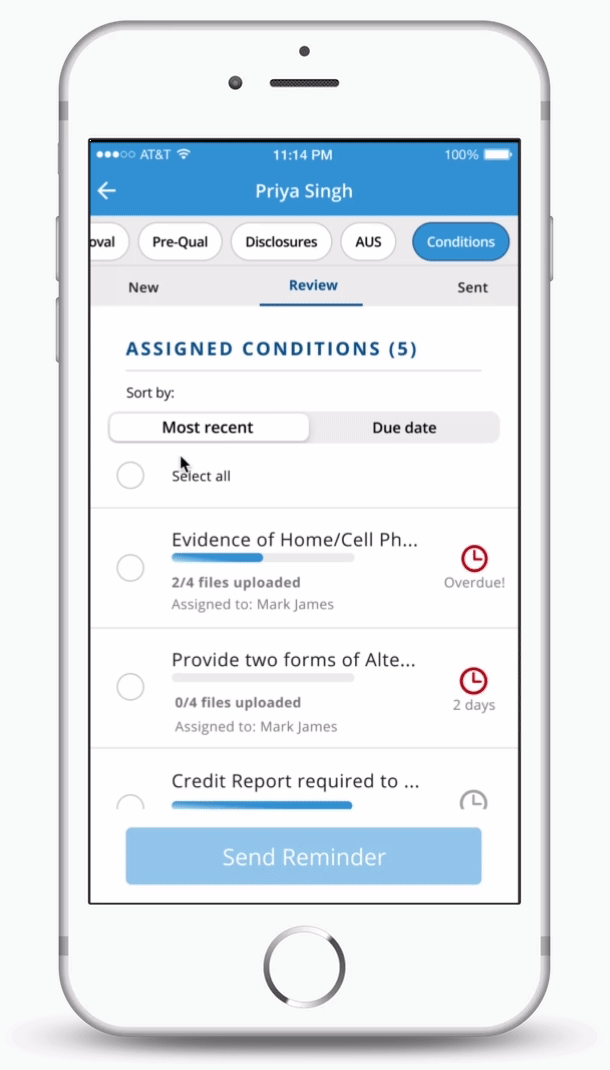 AT&T 11:14 PM 100%
Priya Singh
oval Pre-Qual Disclosures AUS Conditions
New Review Sent
ASSIGNED CONDITIONS (5)
Sort by:
Most recent Due date
Select all
Evidence of Home/Cell Ph...
2/4 files uploaded
Overdue!
Assigned to: Mark James
Provide two forms of Alte...
0/4 files uploaded
2 days
Assigned to: Mark James
Credit Report required to ...
Send Reminder